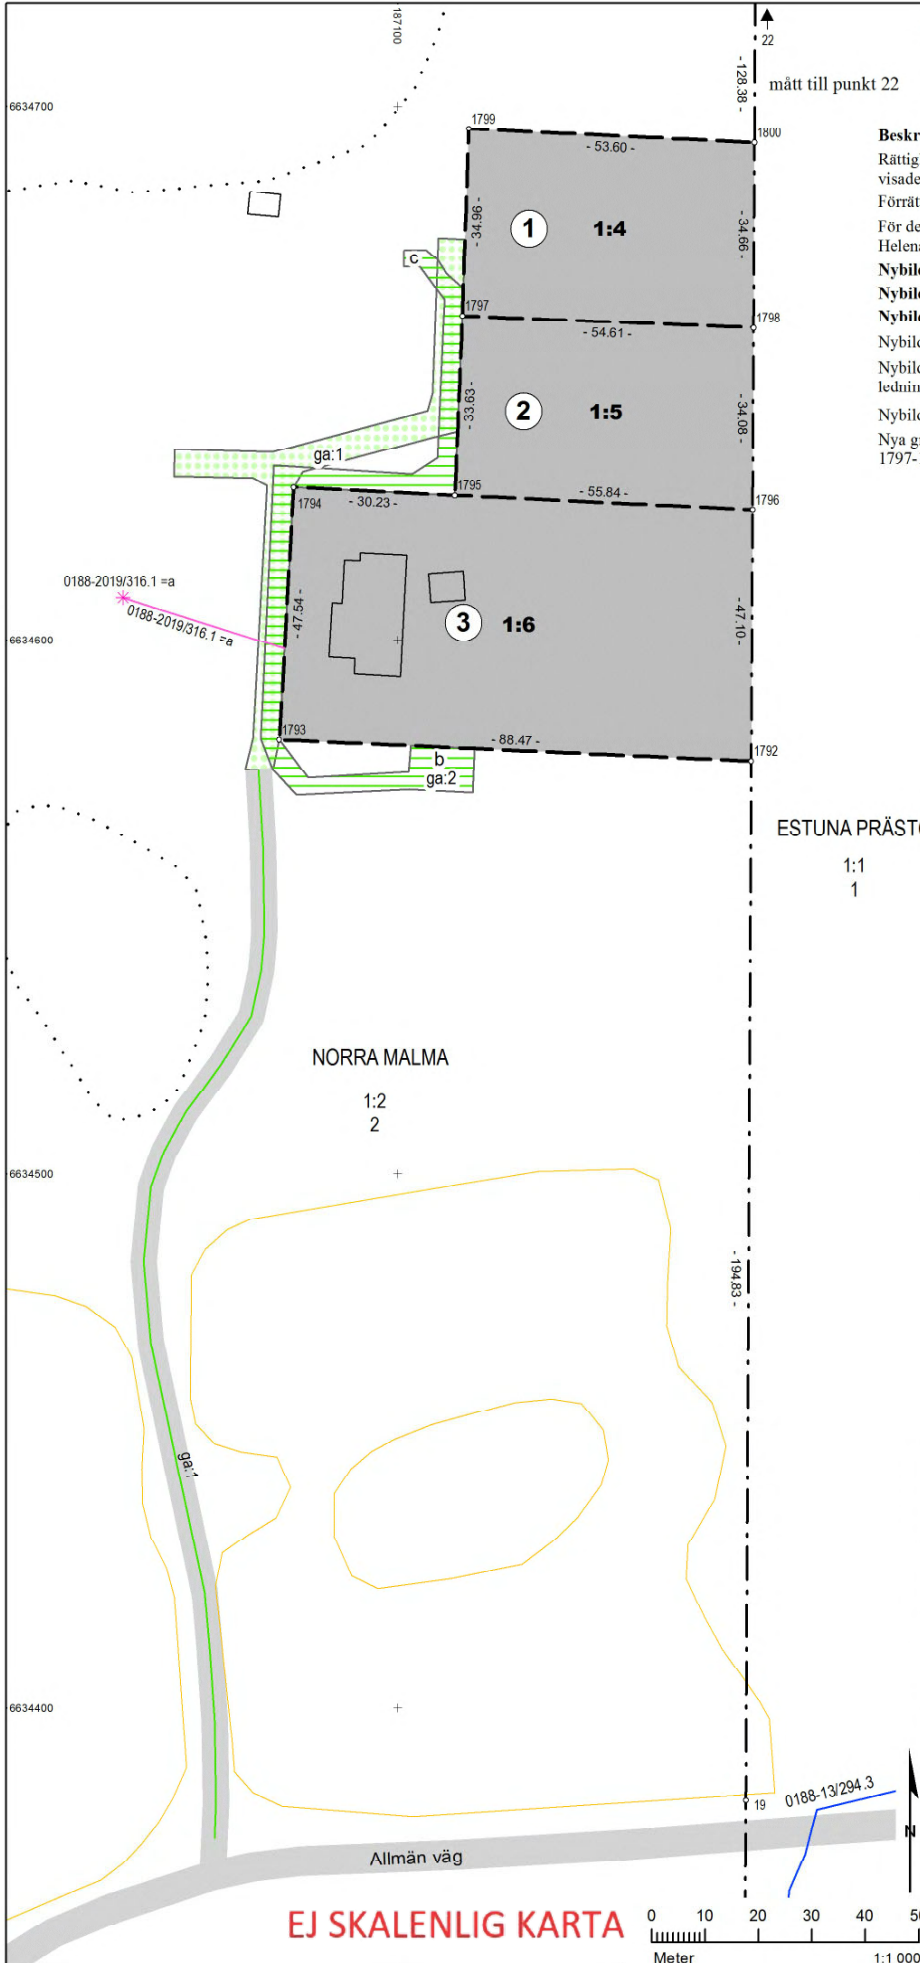 187100
22
- 128.38 -
mått till punkt 22
6634700
1799
1800
- 53.60 -
Beskr
Rättig
visade
Förrät
För de
Helena
Nybild
Nybild
Nybild
Nybild
Nybild
lednin
Nybild
Nya g
1797-
- 34.96 -
1
1:4
- 34.66 -
c
1797
1798
- 54.61 -
- 33.63 -
2
1:5
- 34.08 -
ga:1
1795
1794
- 30.23 -
- 55.84 -
1796
0188-2019/316.1 =a
0188-2019/316.1 =a
- 47.54 -
3
1:6
- 47.10 -
6634600
1793
- 88.47 -
1792
b
ga:2
ESTUNA PRÄST
1:1
1
NORRA MALMA
1:2
2
6634500
- 194.83 -
ga:1
6634400
19
0188-13/294.3
N
Allmän väg
EJ SKALENLIG KARTA
0 10 20 30 40 50
Meter
1:1 000